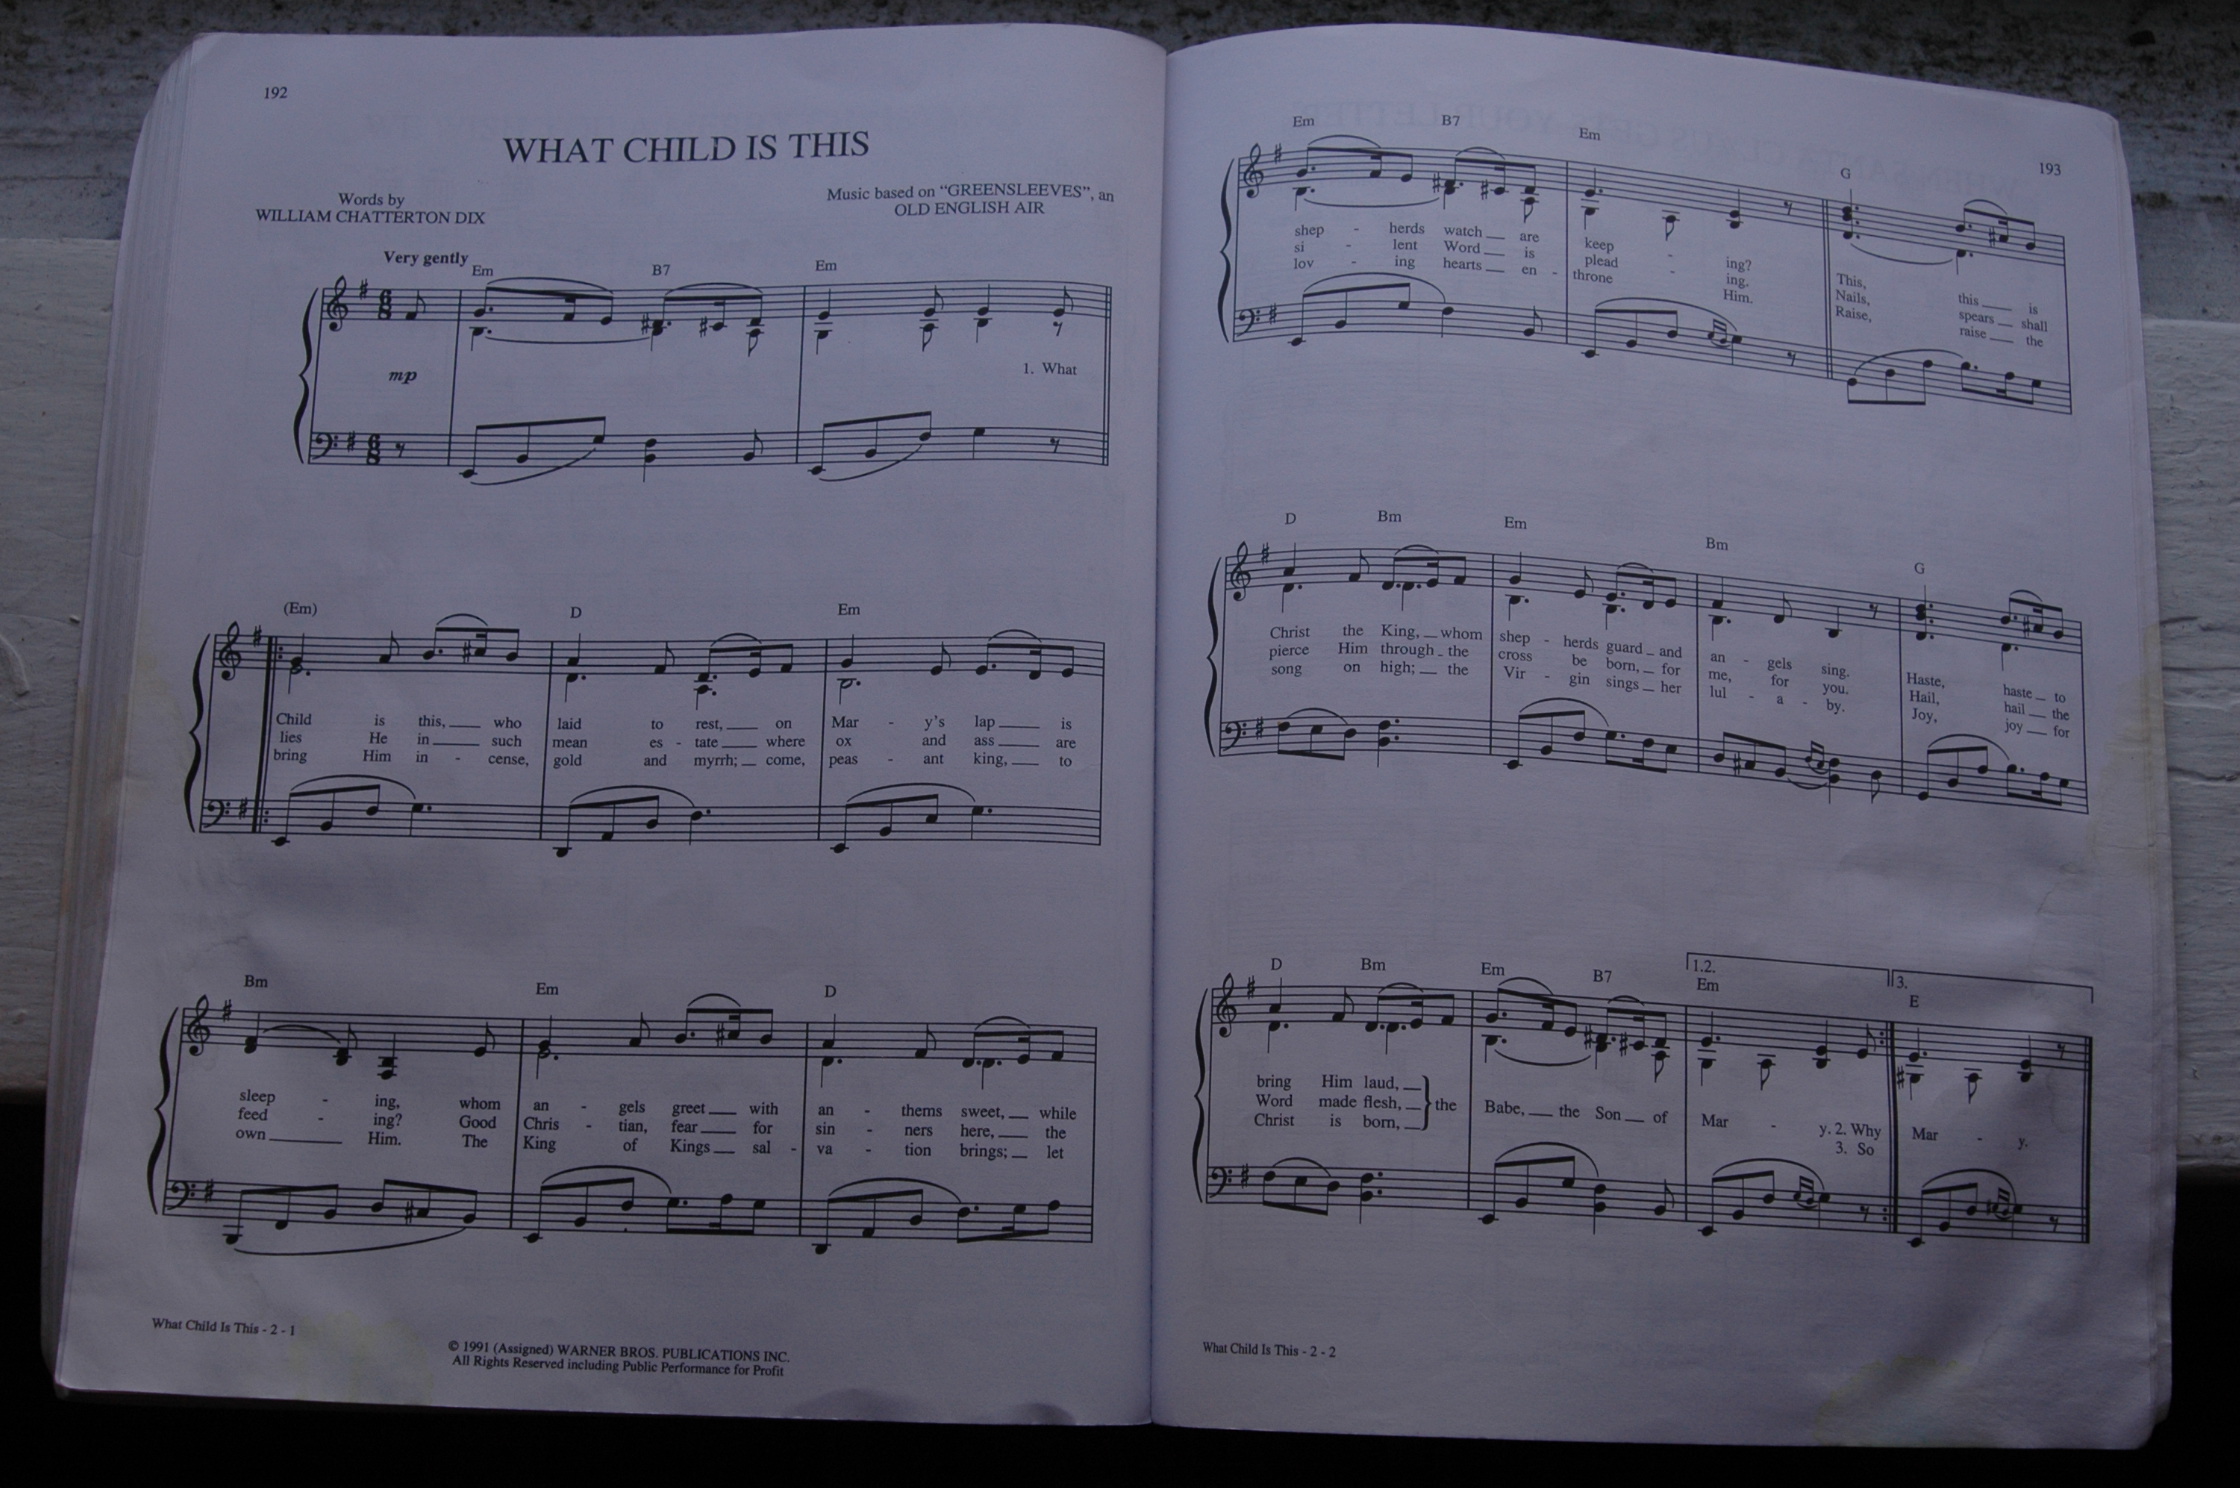 192
WHAT CHILD IS THIS
Words by
WILLIAM CHATTERTON DIX
Music based on "GREENSLEEVES", an
OLD ENGLISH AIR
Very gently
Em B7 Em
mp
1. What
(Em) D Em
Child is this, who laid to rest, on Mar - y's lap is
lies He in such mean es - tate where ox and ass are
bring Him in - cense, gold and myrrh; come, peas - ant king, to
Bm Em D
sleep - ing, whom an - gels greet with an - thems sweet, while
feed - ing? Good Chris - tian, fear for sin - ners here, the
own Him. The King of Kings sal - va - tion brings; let
What Child Is This - 2 - 1
© 1991 (Assigned) WARNER BROS. PUBLICATIONS INC.
All Rights Reserved including Public Performance for Profit
193
Em B7 Em G
shep - herds watch are keep - ing? This, this is
si - lent Word is plead - ing. Nails, spears shall
lov - ing hearts en - throne Him. Raise, raise the
D Bm Em Bm G
Christ the King, whom shep - herds guard and an - gels sing. Haste, haste to
pierce Him through the cross be born, for me, for you. Hail, hail the
song on high; the Vir - gin sings her lul - a - by. Joy, joy for
D Bm Em B7 1.2. Em 3. E
bring Him laud, the Babe, the Son of Mar - y. 2. Why Mar - y.
Word made flesh, 3. So
Christ is born,
What Child Is This - 2 - 2